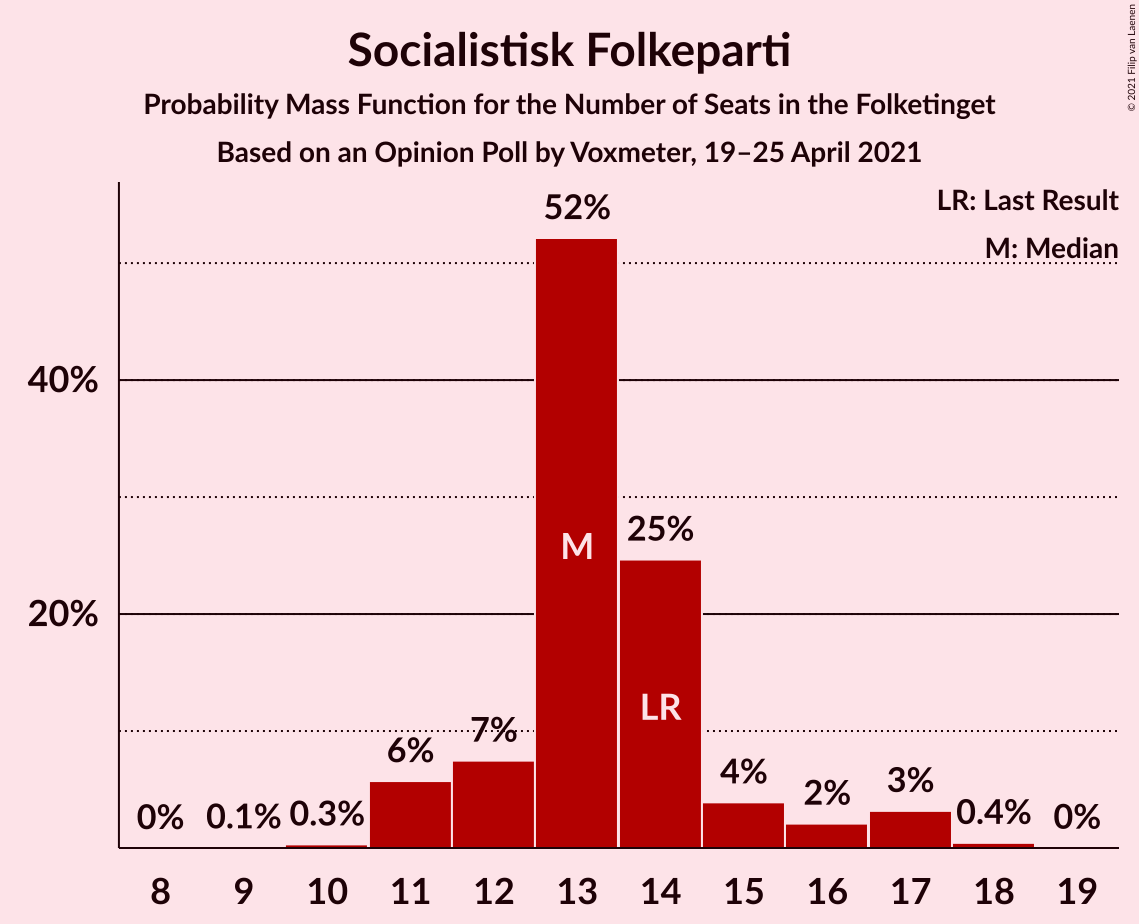 Socialistisk Folkeparti
Probability Mass Function for the Number of Seats in the Folketinget
Based on an Opinion Poll by Voxmeter, 19–25 April 2021
© 2021 Filip van Laenen
LR: Last Result
M: Median
40%
20%
0%
0.1%
0.3%
6%
7%
52%
25%
4%
2%
3%
0.4%
0%
M
LR
8 9 10 11 12 13 14 15 16 17 18 19